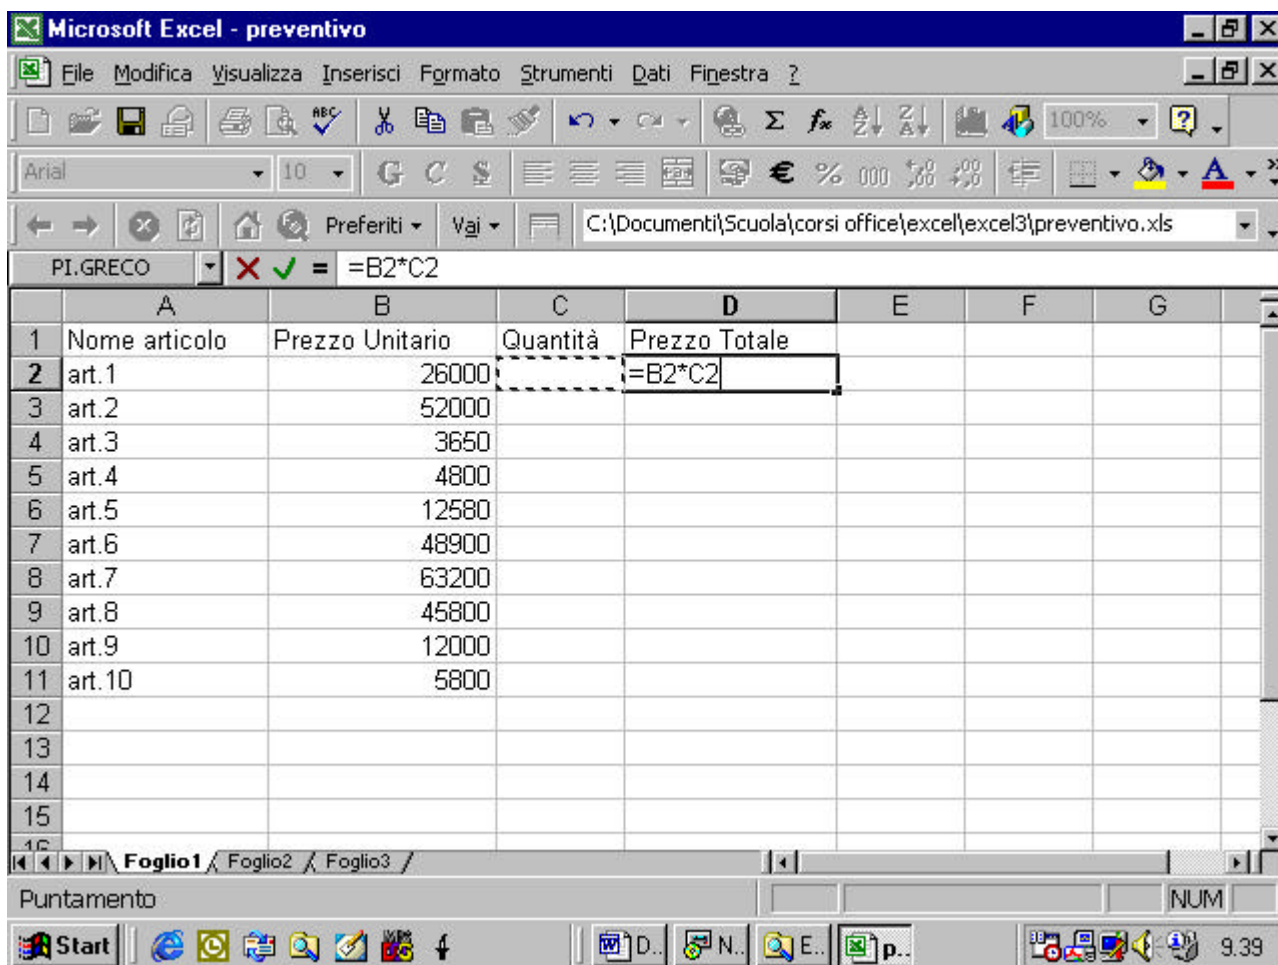 Microsoft Excel - preventivo
File Modifica Visualizza Inserisci Formato Strumenti Dati Finestra ?
ABC Σ fx A Z Z A 100% ?
Arial 10 G C S € % 000 ,00 A »
Preferiti Vai C:\Documenti\Scuola\corsi office\excel\excel3\preventivo.xls
PI.GRECO = =B2*C2
A B C D E F G
1 Nome articolo Prezzo Unitario Quantità Prezzo Totale
2 art.1 26000 =B2*C2
3 art.2 52000
4 art.3 3650
5 art.4 4800
6 art.5 12580
7 art.6 48900
8 art.7 63200
9 art.8 45800
10 art.9 12000
11 art.10 5800
12
13
14
15
16
Foglio1 Foglio2 Foglio3
Puntamento NUM
Start D.. N.. E.. p.. 9.39